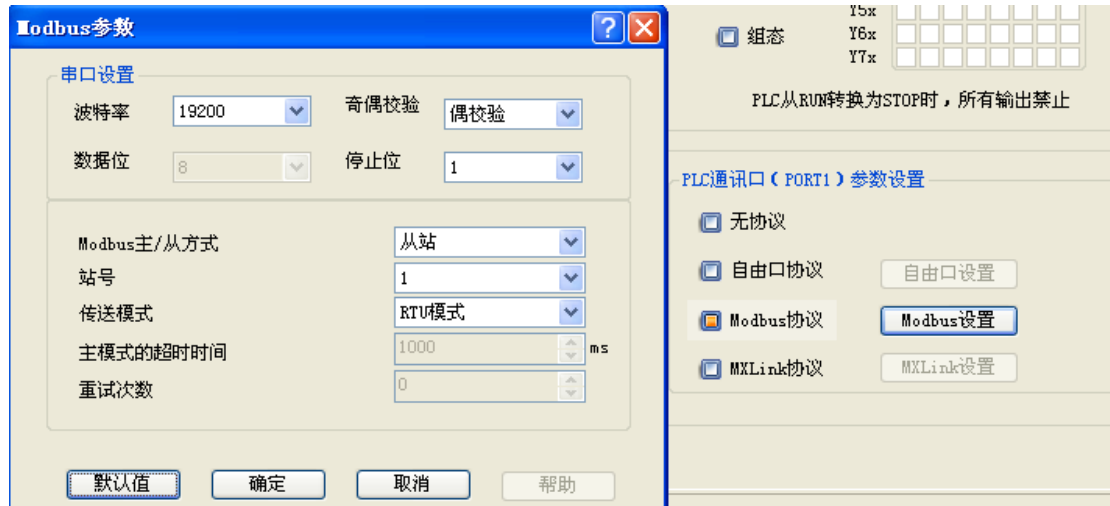 Modbus参数
串口设置
波特率 19200 奇偶校验 偶校验
数据位 8 停止位 1
Modbus主/从方式 从站
站号 1
传送模式 RTU模式
主模式的超时时间 1000 ms
重试次数 0
默认值 确定 取消 帮助
Y5x
组态 Y6x
Y7x
PLC从RUN转换为STOP时，所有输出禁止
PLC通讯口（PORT1）参数设置
无协议
自由口协议 自由口设置
Modbus协议 Modbus设置
MXLink协议 MXLink设置